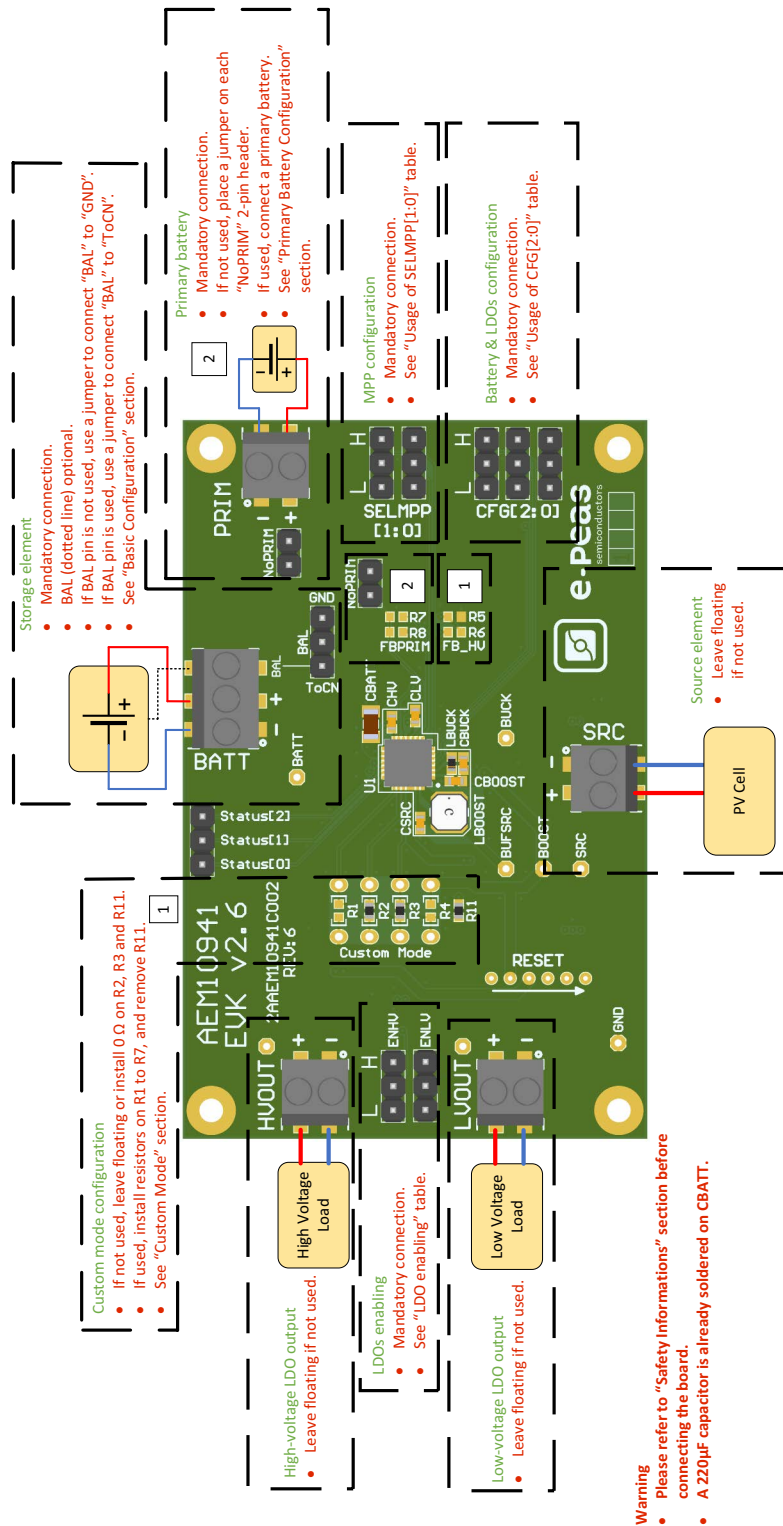 Storage element
• Mandatory connection.
• BAL (dotted line) optional.
• If BAL pin is not used, use a jumper to connect “BAL” to “GND”.
• If BAL pin is used, use a jumper to connect “BAL” to “ToCN”.
• See “Basic Configuration” section.
Custom mode configuration
• If not used, leave floating or install 0 Ω on R2, R3 and R11.
• If used, install resistors on R1 to R7, and remove R11.
• See “Custom Mode” section.
1
Primary battery
• Mandatory connection.
• If not used, place a jumper on each
“NoPRIM” 2-pin header.
• If used, connect a primary battery.
• See “Primary Battery Configuration”
section.
2
- +
- +
High-voltage LDO output
• Leave floating if not used.
High Voltage
Load
LDOs enabling
• Mandatory connection.
• See “LDO enabling” table.
Low-voltage LDO output
• Leave floating if not used.
Low Voltage
Load
AEM10941
EVK v2.6
2AAEM10941C002
REV:6
HVOUT
+
-
L H
ENHV
ENLV
LVOUT
+
-
GND
Status[0]
Status[1]
Status[2]
R1
R2
R3
R4
R11
Custom Mode
RESET
BATT
- +
BAL
BATT
ToCN
BAL
GND
PRIM
-
+
NoPRIM
NoPRIM
R7
R8
FBPRIM
2
R5
R6
FB_HV
1
CBATT
CHV
CLV
U1
CSRC
LBOOST
LBUCK
CBUCK
CBOOST
BUCK
BUFSRC
BOOST
SRC
L H
SELMPP
[1:0]
L H
CFG[2:0]
e-peas
semiconductors
SRC
+ -
MPP configuration
• Mandatory connection.
• See “Usage of SELMPP[1:0]” table.
Battery & LDOs configuration
• Mandatory connection.
• See “Usage of CFG[2:0]” table.
PV Cell
Source element
• Leave floating
if not used.
Warning
• Please refer to “Safety Informations” section before
connecting the board.
• A 220µF capacitor is already soldered on CBATT.